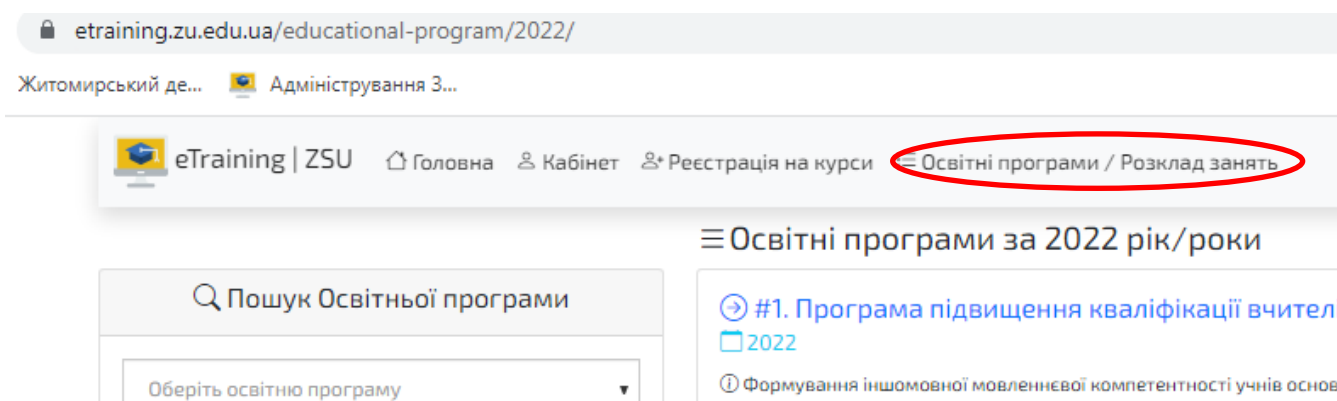 etraining.zu.edu.ua/educational-program/2022/
Житомирський де... Адміністрування З...
eTraining | ZSU Головна Кабінет Реєстрація на курси Освітні програми / Розклад занять
Освітні програми за 2022 рік/роки
Пошук Освітньої програми
#1. Програма підвищення кваліфікації вчител
2022
Оберіть освітню програму
Формування іншомовної мовленнєвої компетентності учнів основ